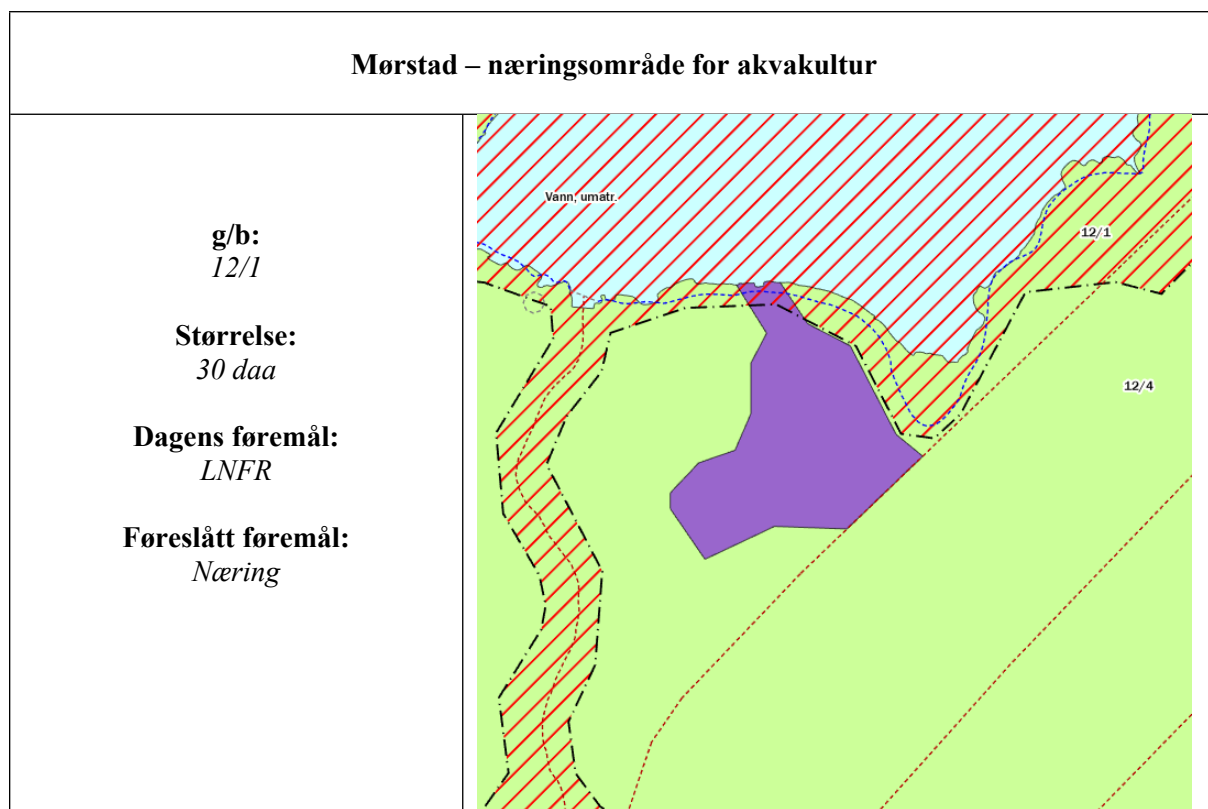 Mørstad – næringsområde for akvakultur
g/b:
12/1
Størrelse:
30 daa
Dagens føremål:
LNFR
Føreslått føremål:
Næring
Vann, umatr.
12/1
12/4